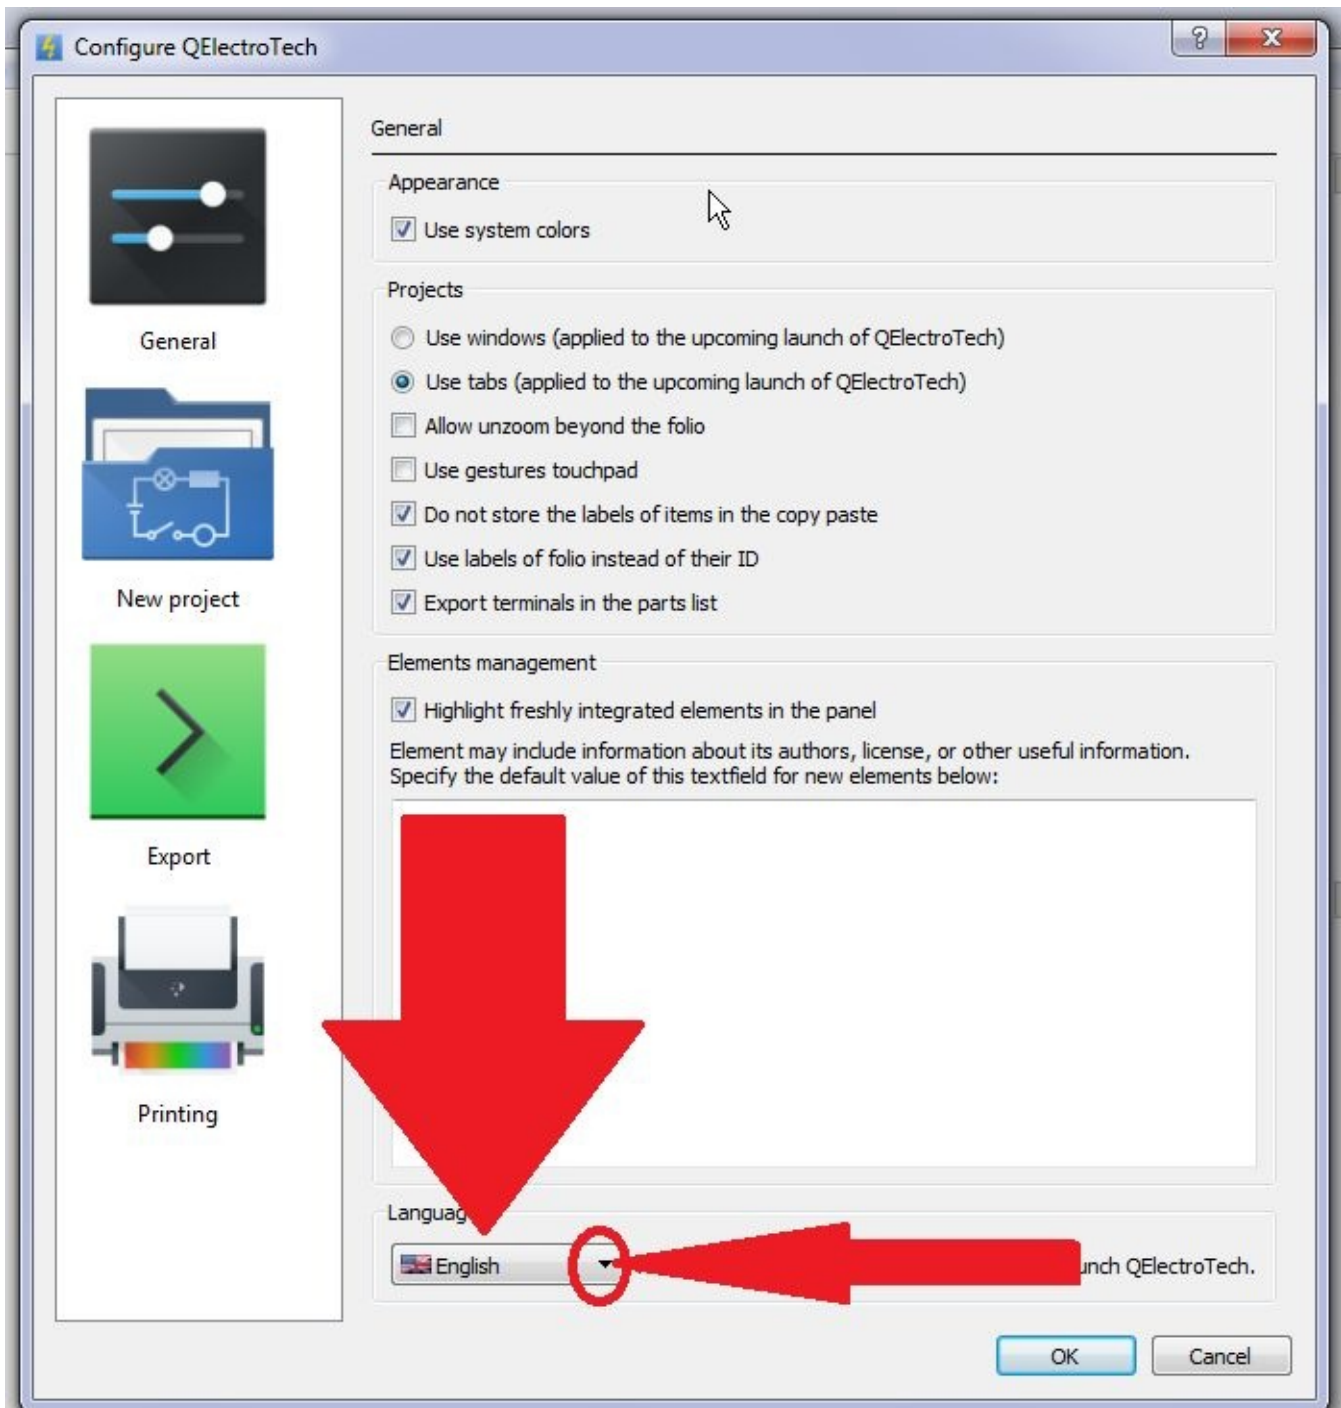 Configure QElectroTech
General
New project
Export
Printing
General
Appearance
Use system colors
Projects
Use windows (applied to the upcoming launch of QElectroTech)
Use tabs (applied to the upcoming launch of QElectroTech)
Allow unzoom beyond the folio
Use gestures touchpad
Do not store the labels of items in the copy paste
Use labels of folio instead of their ID
Export terminals in the parts list
Elements management
Highlight freshly integrated elements in the panel
Element may include information about its authors, license, or other useful information.
Specify the default value of this textfield for new elements below:
English
QElectroTech.
OK
Cancel